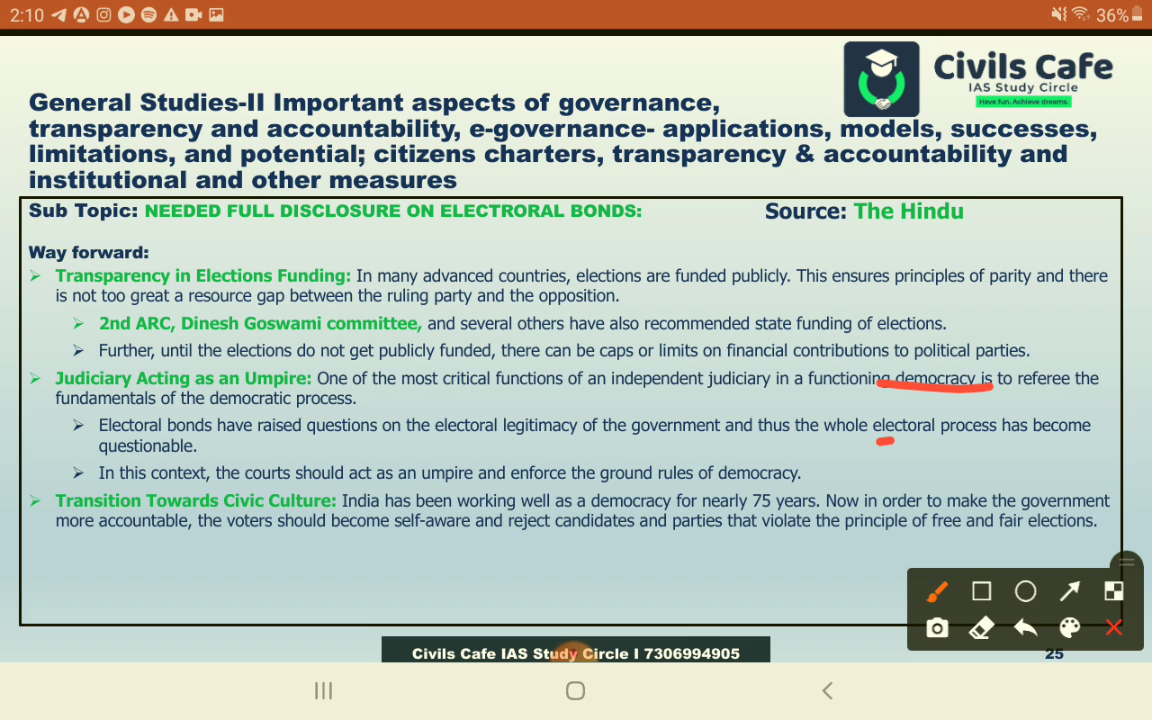 2:10
36%
Civils Cafe
IAS Study Circle
Have fun. Achieve dreams.
General Studies-II Important aspects of governance,
transparency and accountability, e-governance- applications, models, successes,
limitations, and potential; citizens charters, transparency & accountability and
institutional and other measures
Sub Topic: NEEDED FULL DISCLOSURE ON ELECTRORAL BONDS: Source: The Hindu
Way forward:
Transparency in Elections Funding: In many advanced countries, elections are funded publicly. This ensures principles of parity and there
is not too great a resource gap between the ruling party and the opposition.
2nd ARC, Dinesh Goswami committee, and several others have also recommended state funding of elections.
Further, until the elections do not get publicly funded, there can be caps or limits on financial contributions to political parties.
Judiciary Acting as an Umpire: One of the most critical functions of an independent judiciary in a functioning democracy is to referee the
fundamentals of the democratic process.
Electoral bonds have raised questions on the electoral legitimacy of the government and thus the whole electoral process has become
questionable.
In this context, the courts should act as an umpire and enforce the ground rules of democracy.
Transition Towards Civic Culture: India has been working well as a democracy for nearly 75 years. Now in order to make the government
more accountable, the voters should become self-aware and reject candidates and parties that violate the principle of free and fair elections.
Civils Cafe IAS Study Circle I 7306994905
25